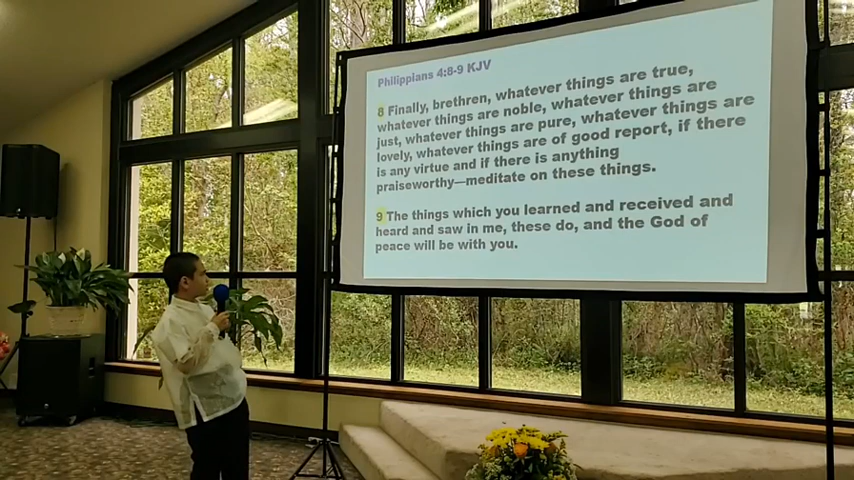 Philippians 4:8-9 KJV
8 Finally, brethren, whatever things are true,
whatever things are noble, whatever things are
just, whatever things are pure, whatever things are
lovely, whatever things are of good report, if there
is any virtue and if there is anything
praiseworthy—meditate on these things.
9 The things which you learned and received and
heard and saw in me, these do, and the God of
peace will be with you.